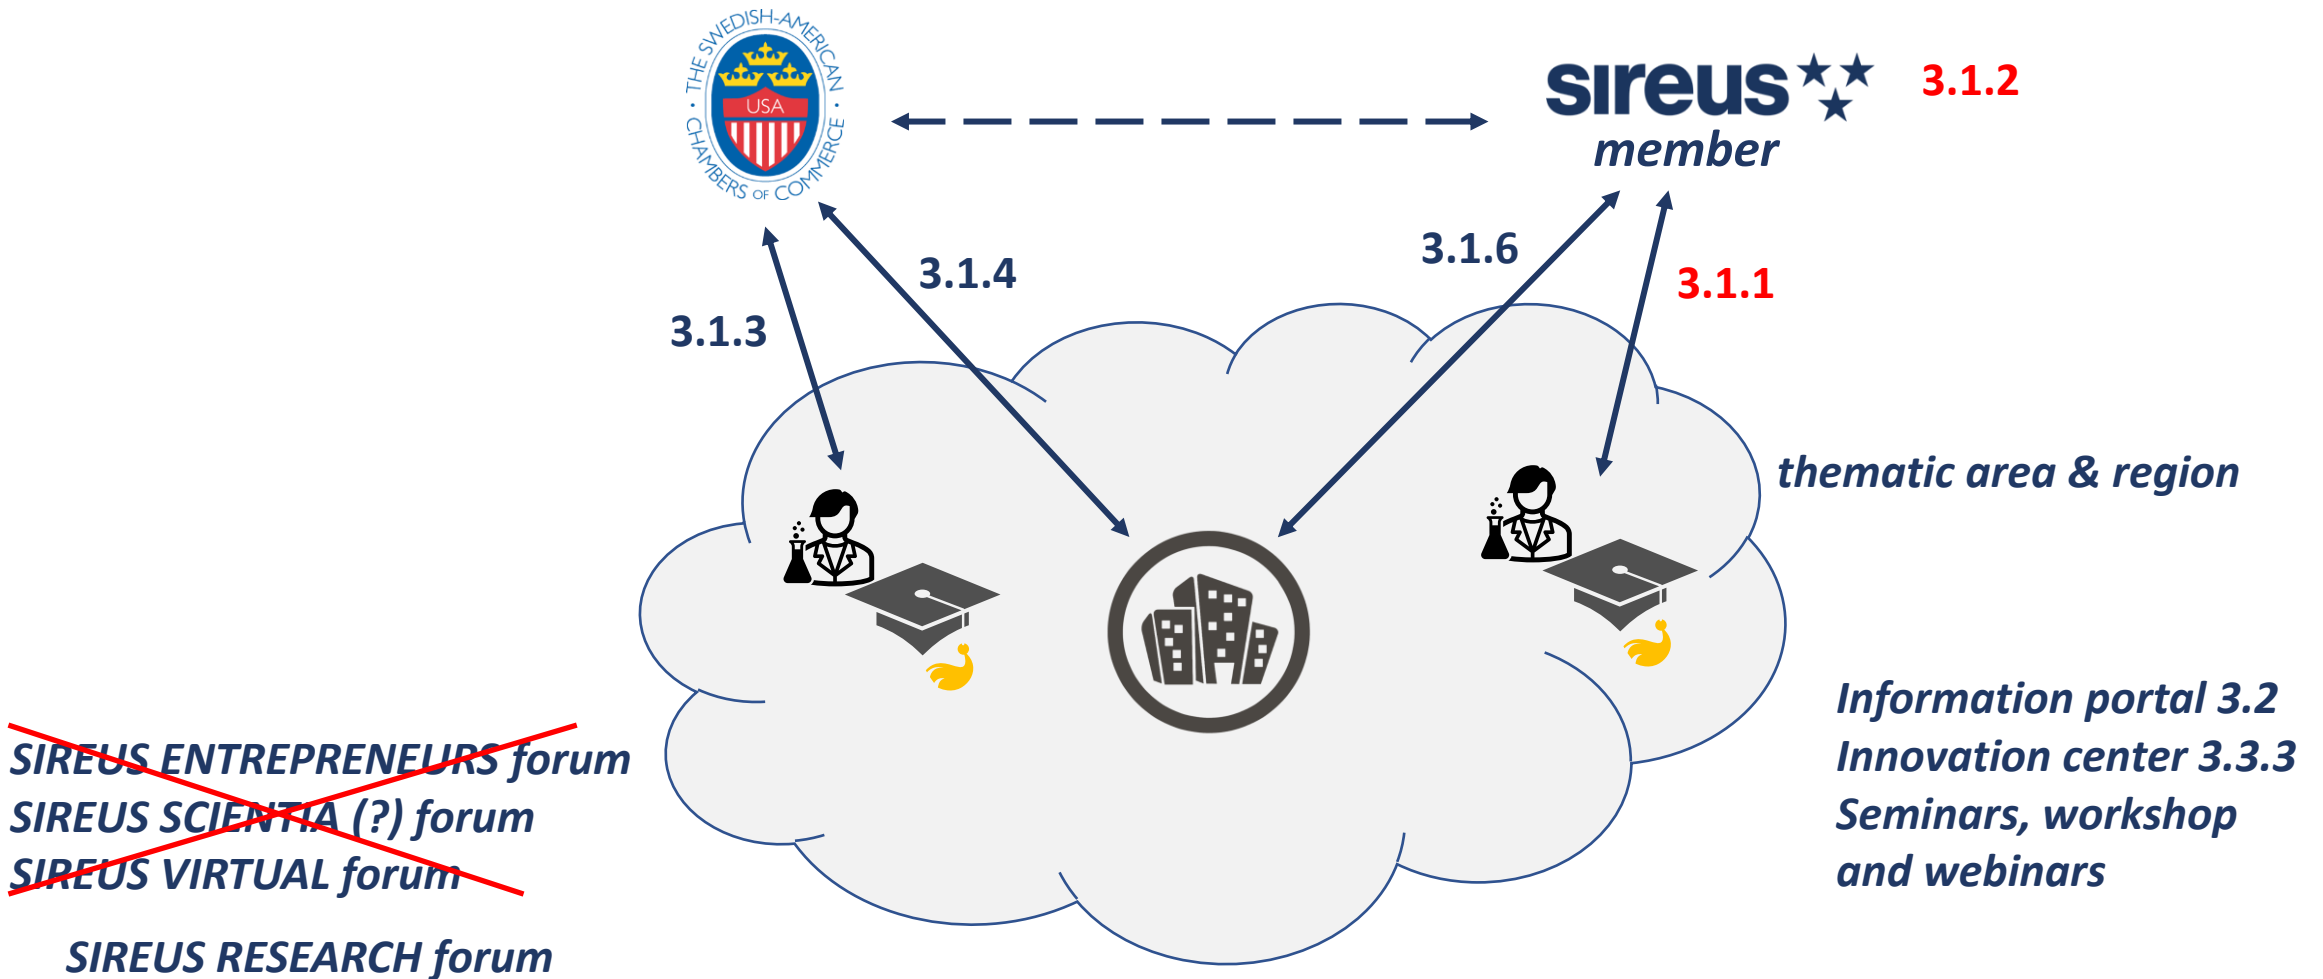 THE SWEDISH-AMERICAN
CHAMBERS OF COMMERCE
USA
sireus
member
3.1.2
3.1.4
3.1.6
3.1.1
3.1.3
thematic area & region
Information portal 3.2
Innovation center 3.3.3
Seminars, workshop
and webinars
SIREUS ENTREPRENEURS forum
SIREUS SCIENTIA (?) forum
SIREUS VIRTUAL forum
SIREUS RESEARCH forum